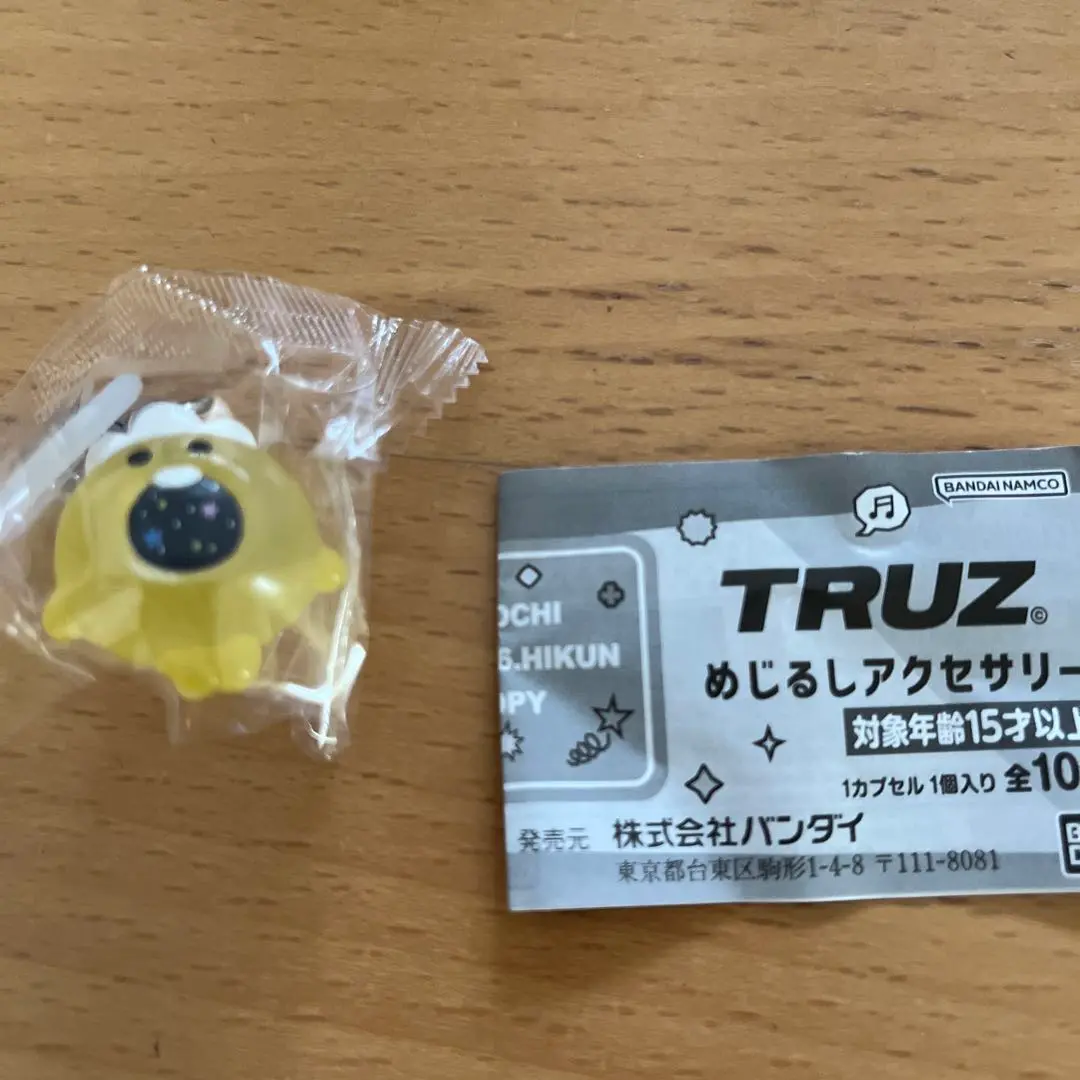 BANDAI NAMCO
TRUZ©
めじるしアクセサリー
対象年齢15才以上
1カプセル 1個入り 全10
OCHI
6.HIKUN
OPY
発売元 株式会社バンダイ
東京都台東区駒形1-4-8 〒111-8081